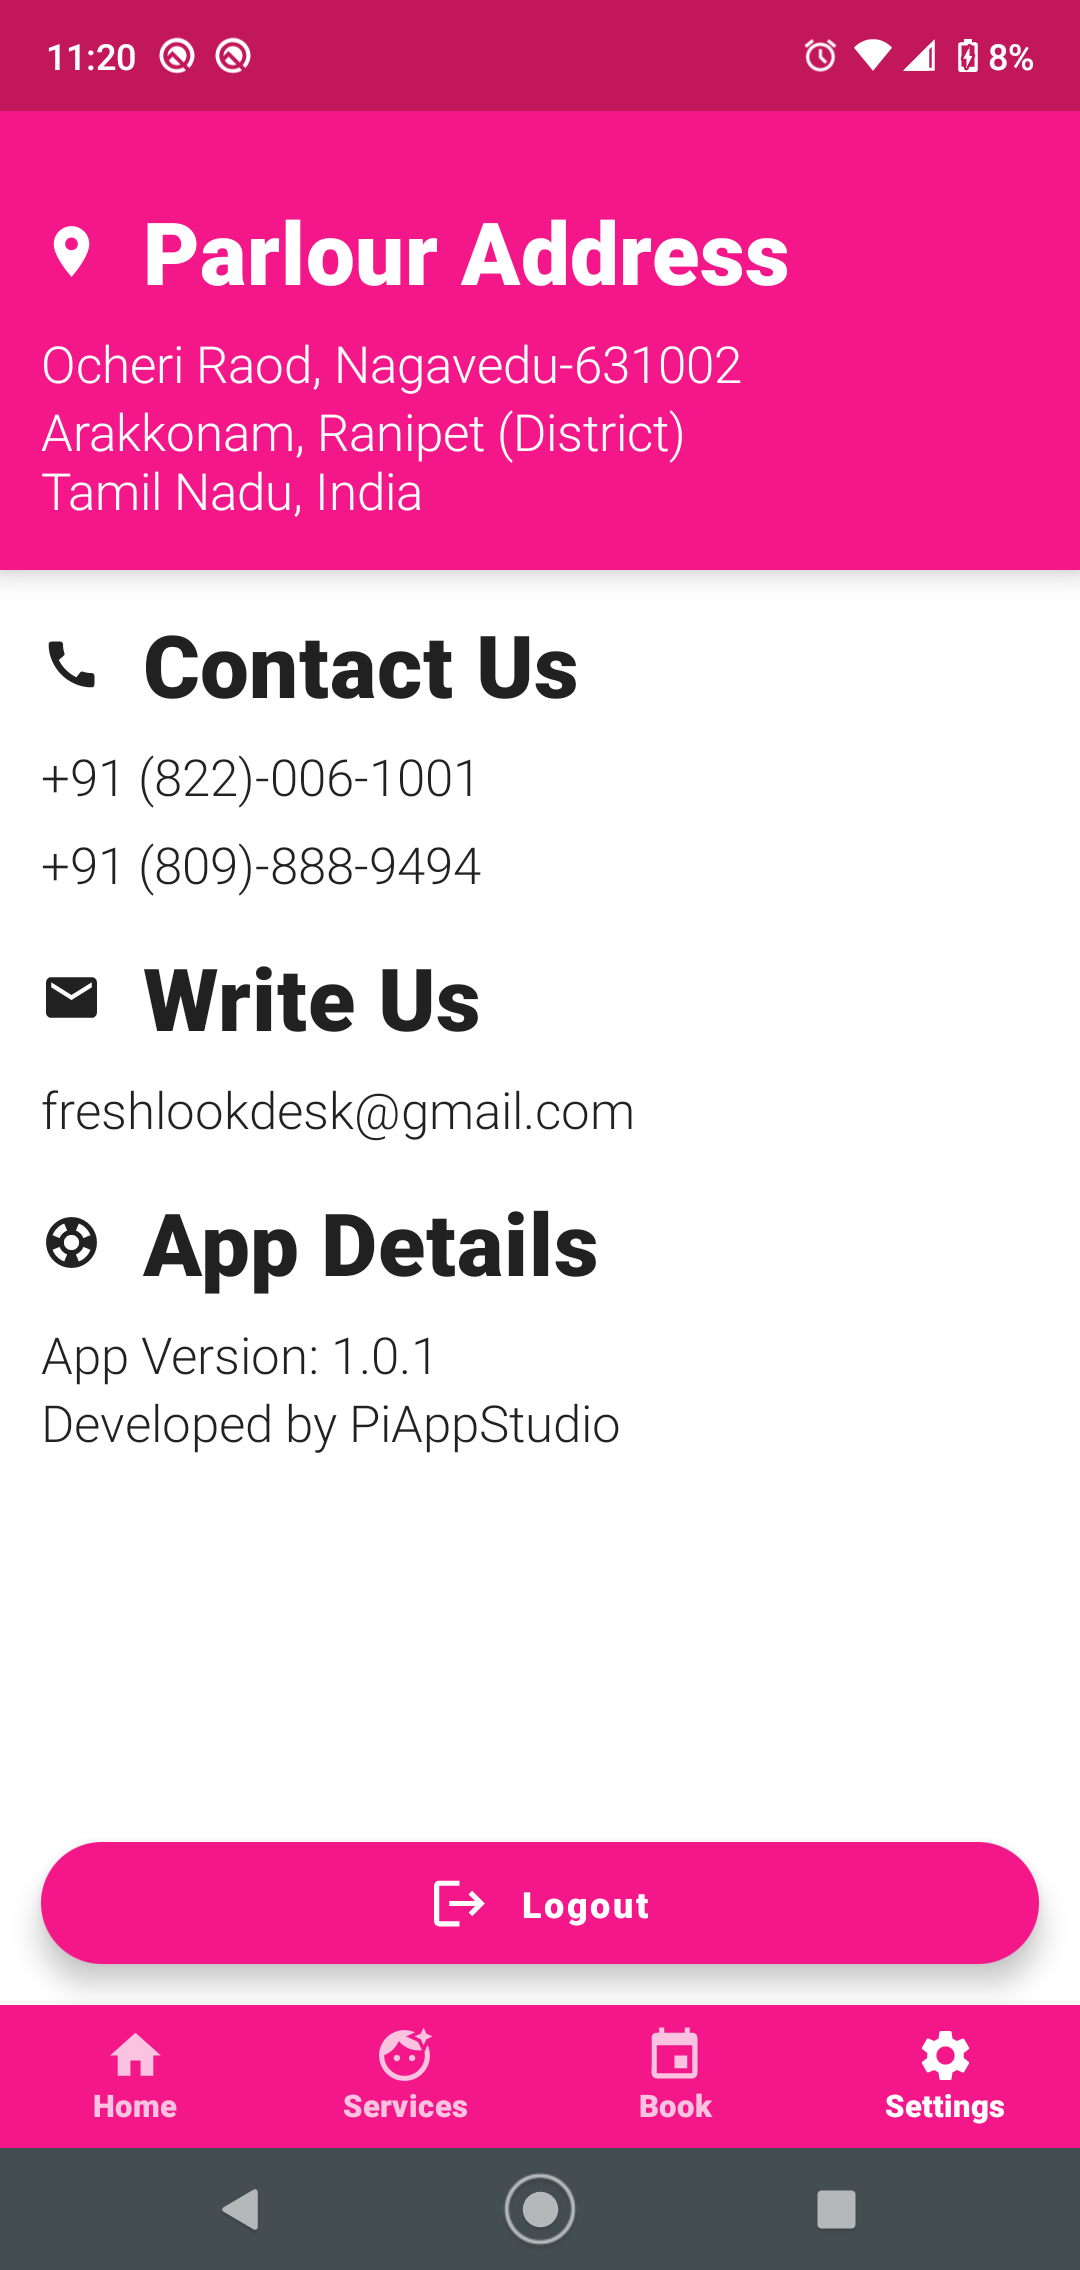 11:20
8%
Parlour Address
Ocheri Raod, Nagavedu-631002
Arakkonam, Ranipet (District)
Tamil Nadu, India
Contact Us
+91 (822)-006-1001
+91 (809)-888-9494
Write Us
freshlookdesk@gmail.com
App Details
App Version: 1.0.1
Developed by PiAppStudio
Logout
Home Services Book Settings